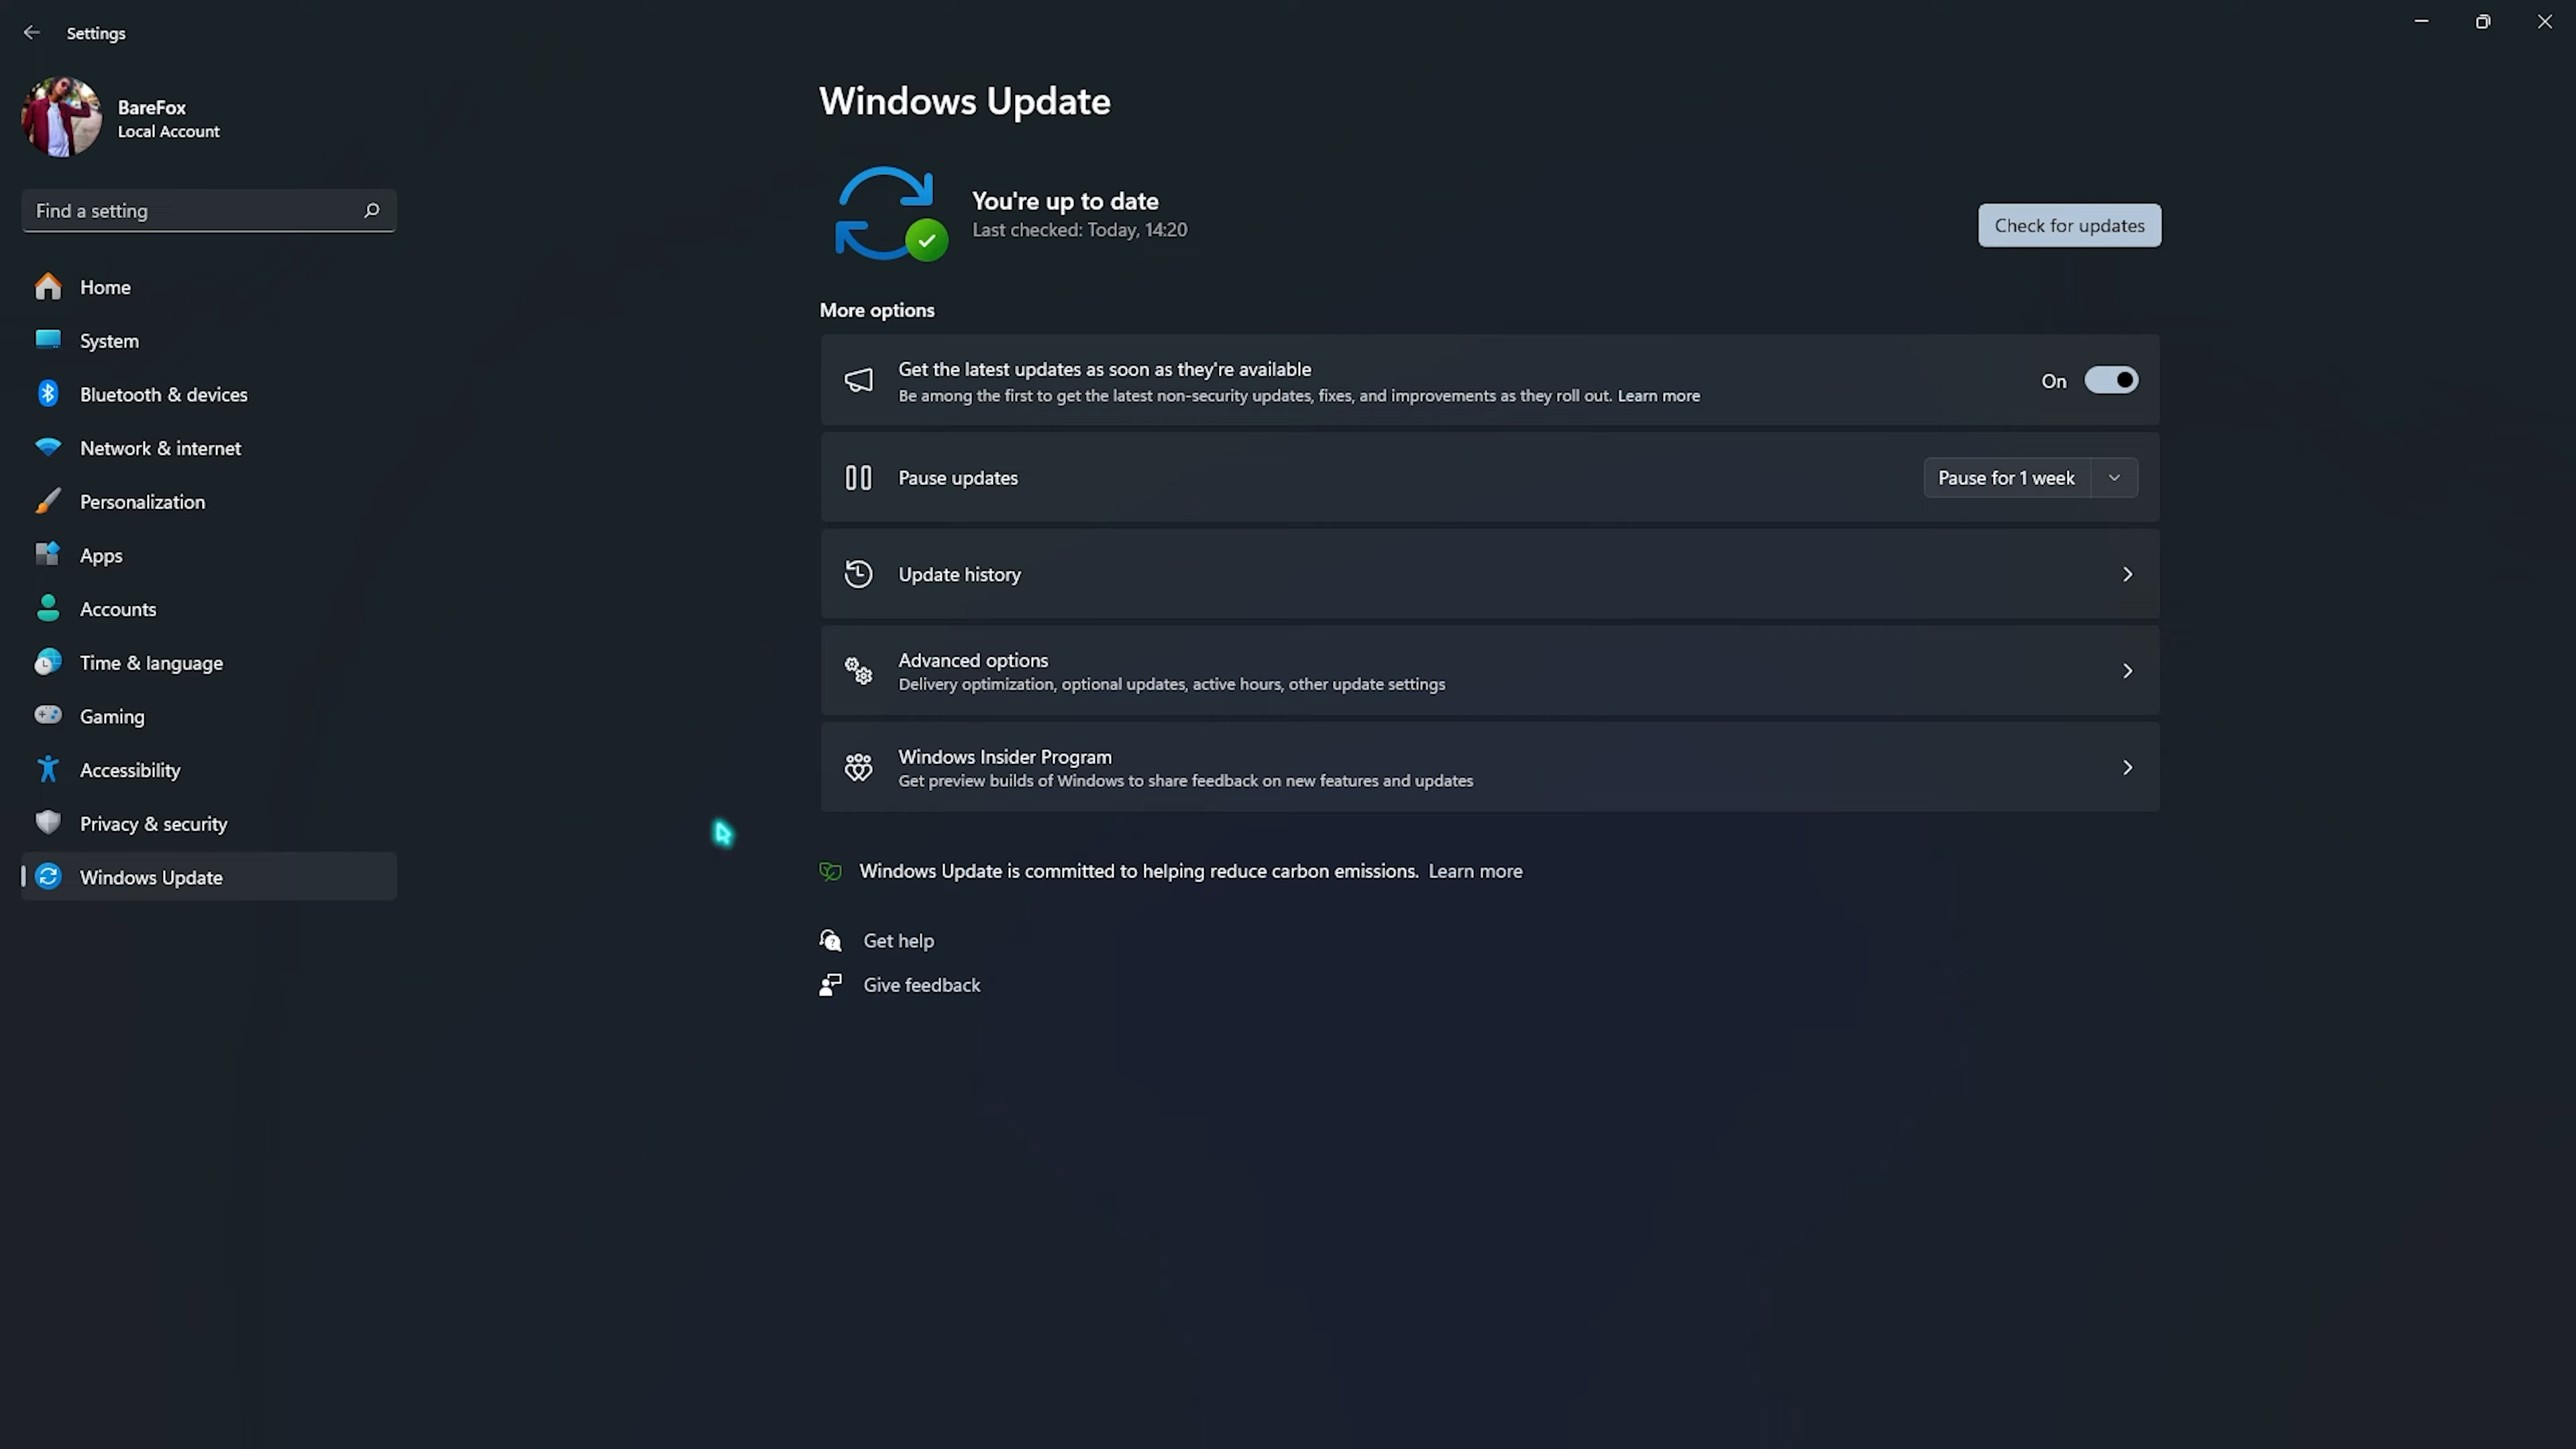 Settings
BareFox
Local Account
Find a setting
Home
System
Bluetooth & devices
Network & internet
Personalization
Apps
Accounts
Time & language
Gaming
Accessibility
Privacy & security
Windows Update
Windows Update
You're up to date
Last checked: Today, 14:20
Check for updates
More options
Get the latest updates as soon as they're available
Be among the first to get the latest non-security updates, fixes, and improvements as they roll out. Learn more
On
Pause updates
Pause for 1 week
Update history
Advanced options
Delivery optimization, optional updates, active hours, other update settings
Windows Insider Program
Get preview builds of Windows to share feedback on new features and updates
Windows Update is committed to helping reduce carbon emissions. Learn more
Get help
Give feedback